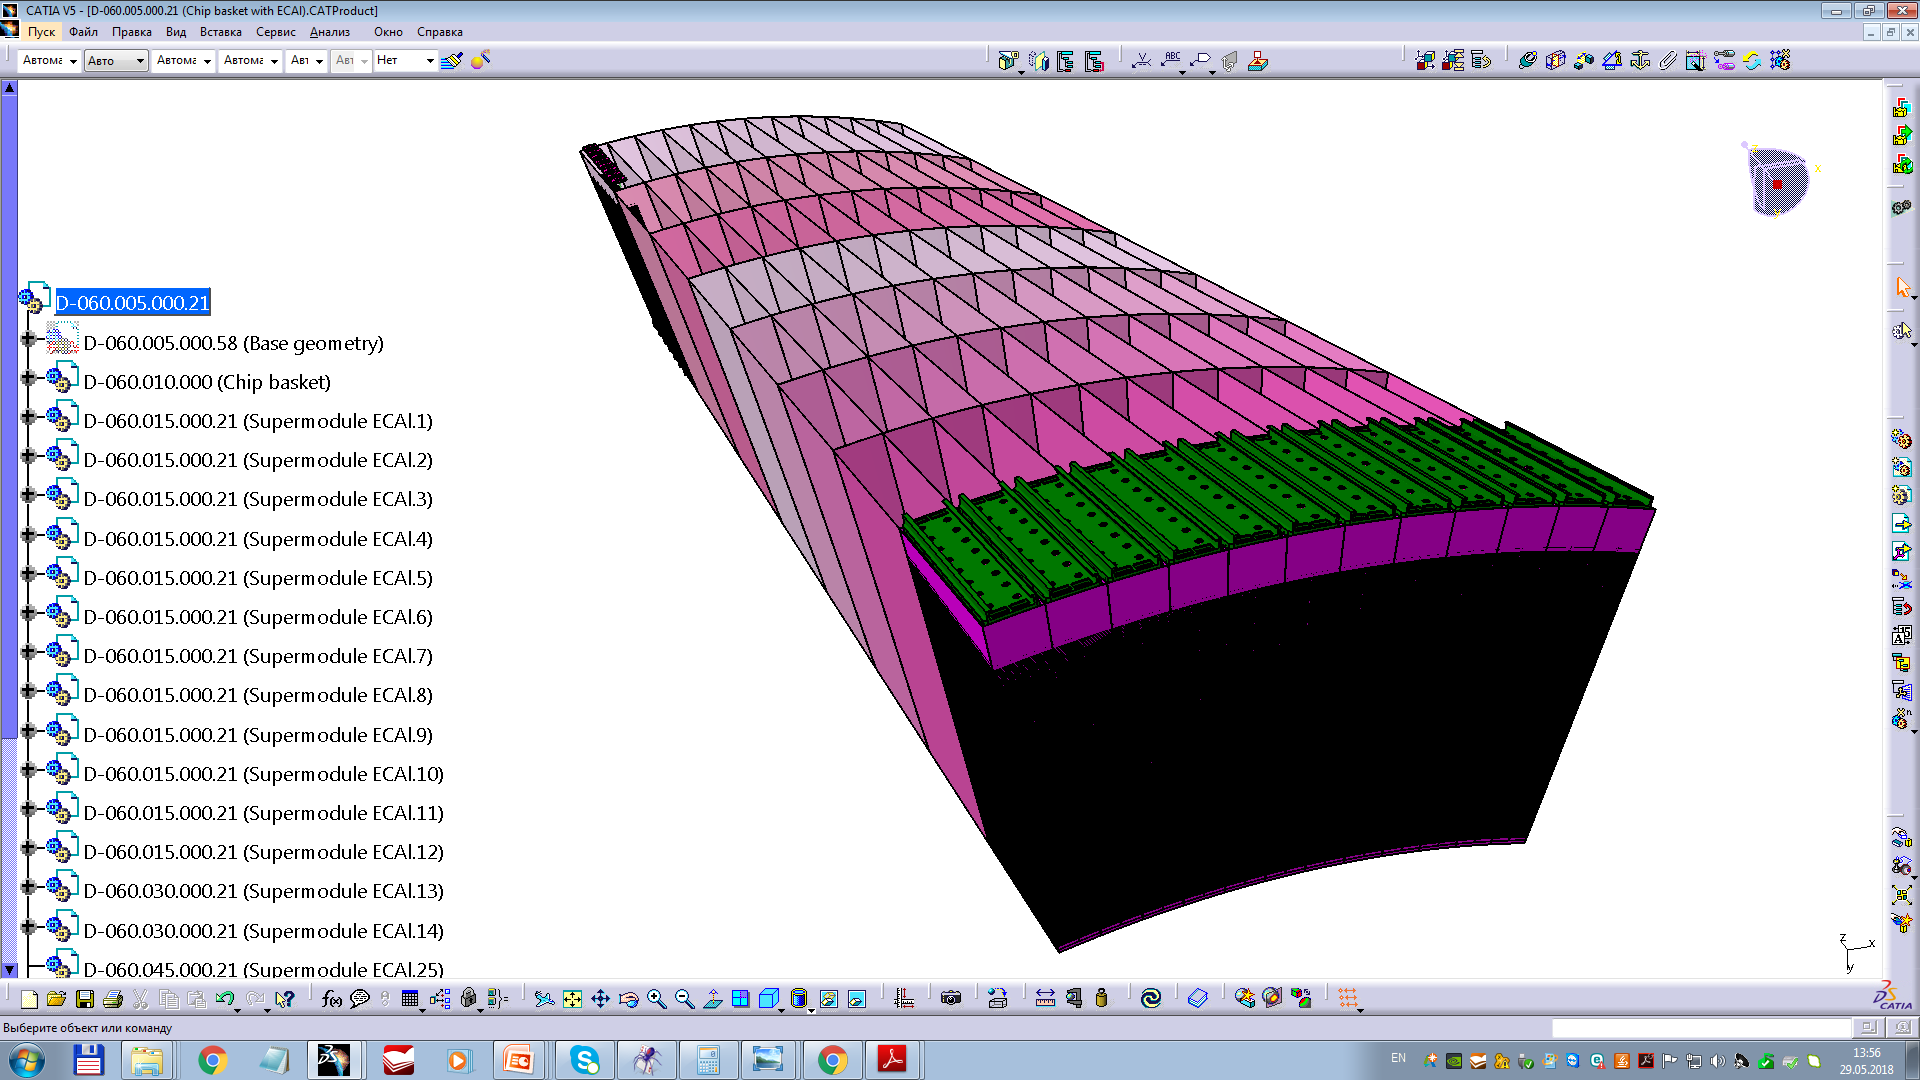 CATIA V5 - [D-060.005.000.21 (Chip basket with ECAl).CATProduct]
Пуск Файл Правка Вид Вставка Сервис Анализ Окно Справка
Автома Авто Автома Автома Авт Авт Нет
D-060.005.000.21
D-060.005.000.58 (Base geometry)
D-060.010.000 (Chip basket)
D-060.015.000.21 (Supermodule ECAl.1)
D-060.015.000.21 (Supermodule ECAl.2)
D-060.015.000.21 (Supermodule ECAl.3)
D-060.015.000.21 (Supermodule ECAl.4)
D-060.015.000.21 (Supermodule ECAl.5)
D-060.015.000.21 (Supermodule ECAl.6)
D-060.015.000.21 (Supermodule ECAl.7)
D-060.015.000.21 (Supermodule ECAl.8)
D-060.015.000.21 (Supermodule ECAl.9)
D-060.015.000.21 (Supermodule ECAl.10)
D-060.015.000.21 (Supermodule ECAl.11)
D-060.015.000.21 (Supermodule ECAl.12)
D-060.030.000.21 (Supermodule ECAl.13)
D-060.030.000.21 (Supermodule ECAl.14)
D-060.045.000.21 (Supermodule ECAl.25)
z x
y
f(x)
CATIA
Выберите объект или команду
EN
13:56
29.05.2018